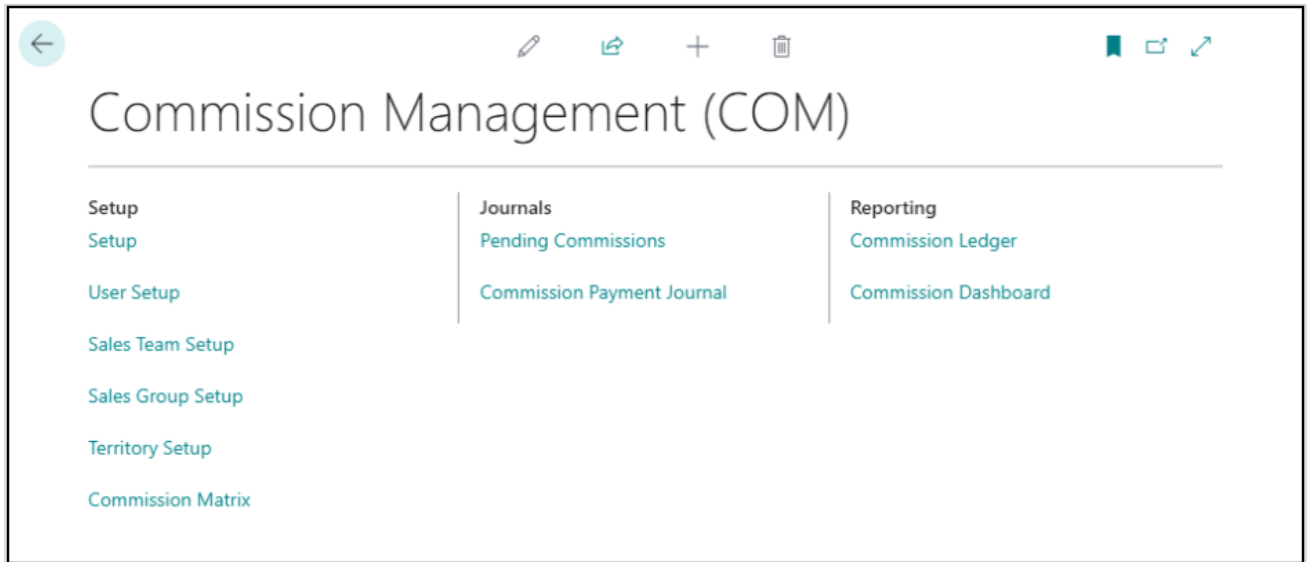 Commission Management (COM)
Setup
Setup
User Setup
Sales Team Setup
Sales Group Setup
Territory Setup
Commission Matrix
Journals
Pending Commissions
Commission Payment Journal
Reporting
Commission Ledger
Commission Dashboard